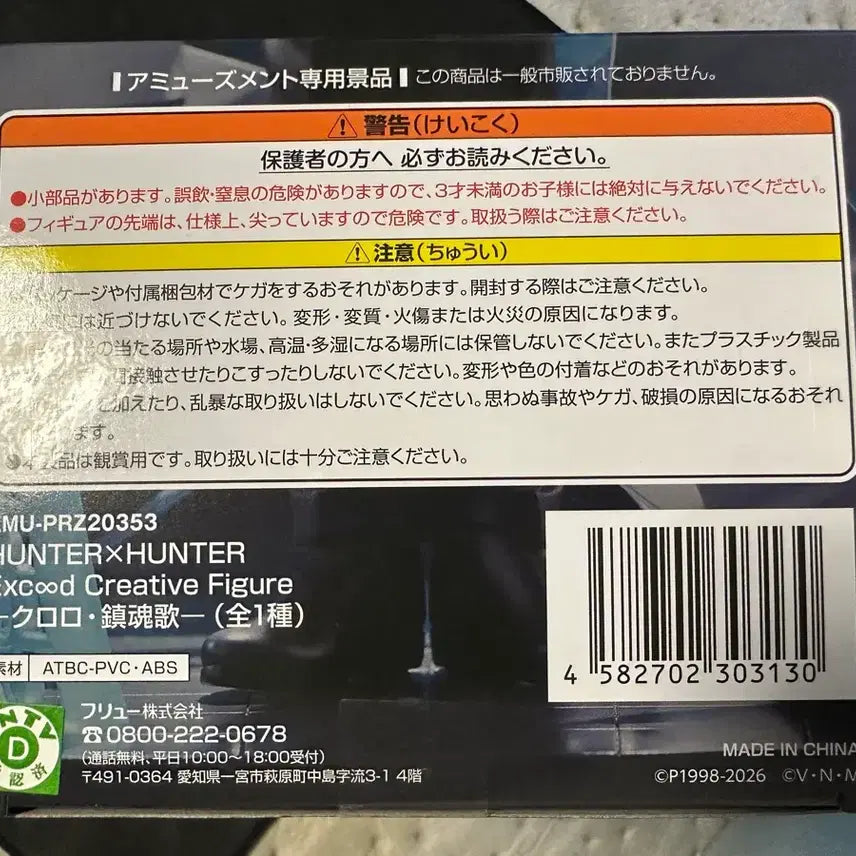 アミューズメント専用景品 この商品は一般市販されておりません。
警告(けいこく)
保護者の方へ 必ずお読みください。
●小部品があります。誤飲・窒息の危険がありますので、3才未満のお子様には絶対に与えないでください。
●フィギュアの先端は、仕様上、尖っていますので危険です。取扱う際はご注意ください。
注意(ちゅうい)
ッケージや付属梱包材でケガをするおそれがあります。開封する際はご注意ください。
には近づけないでください。変形・変質・火傷または火災の原因になります。
の当たる場所や水場、高温・多湿になる場所には保管しないでください。またプラスチック製品
接触させたりこすったりしないでください。変形や色の付着などのおそれがあります。
と加えたり、乱暴な取り扱いはしないでください。思わぬ事故やケガ、破損の原因になるおそれ
ます。
●本製品は観賞用です。取り扱いには十分ご注意ください。
MU-PRZ20353
HUNTER×HUNTER
Exc∞d Creative Figure
-クロロ・鎮魂歌―(全1種)
素材 ATBC-PVC・ABS
4 582702 303130
NTV
D
認済
フリュー株式会社
☎0800-222-0678
(通話無料、平日10:00〜18:00受付)
〒491-0364 愛知県一宮市萩原町中島字流3-1 4階
MADE IN CHINA
©P1998-2026 ©V・N・M